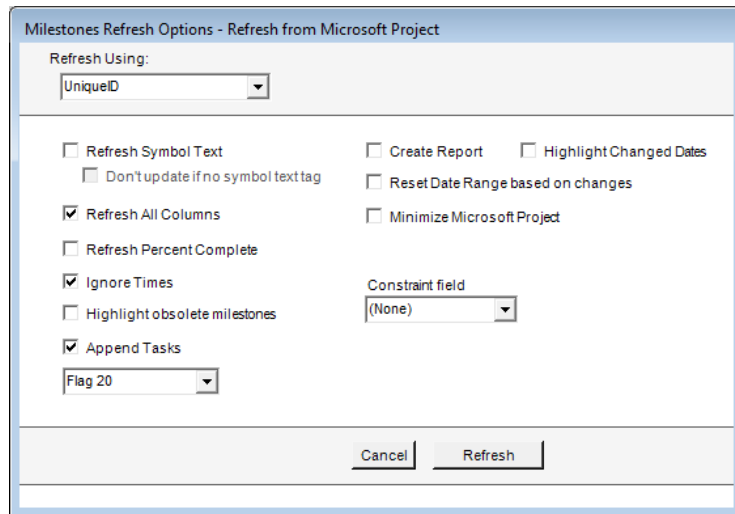 Milestones Refresh Options - Refresh from Microsoft Project
Refresh Using:
UniqueID
Refresh Symbol Text
Don't update if no symbol text tag
Refresh All Columns
Refresh Percent Complete
Ignore Times
Highlight obsolete milestones
Append Tasks
Flag 20
Create Report
Highlight Changed Dates
Reset Date Range based on changes
Minimize Microsoft Project
Constraint field
(None)
Cancel
Refresh